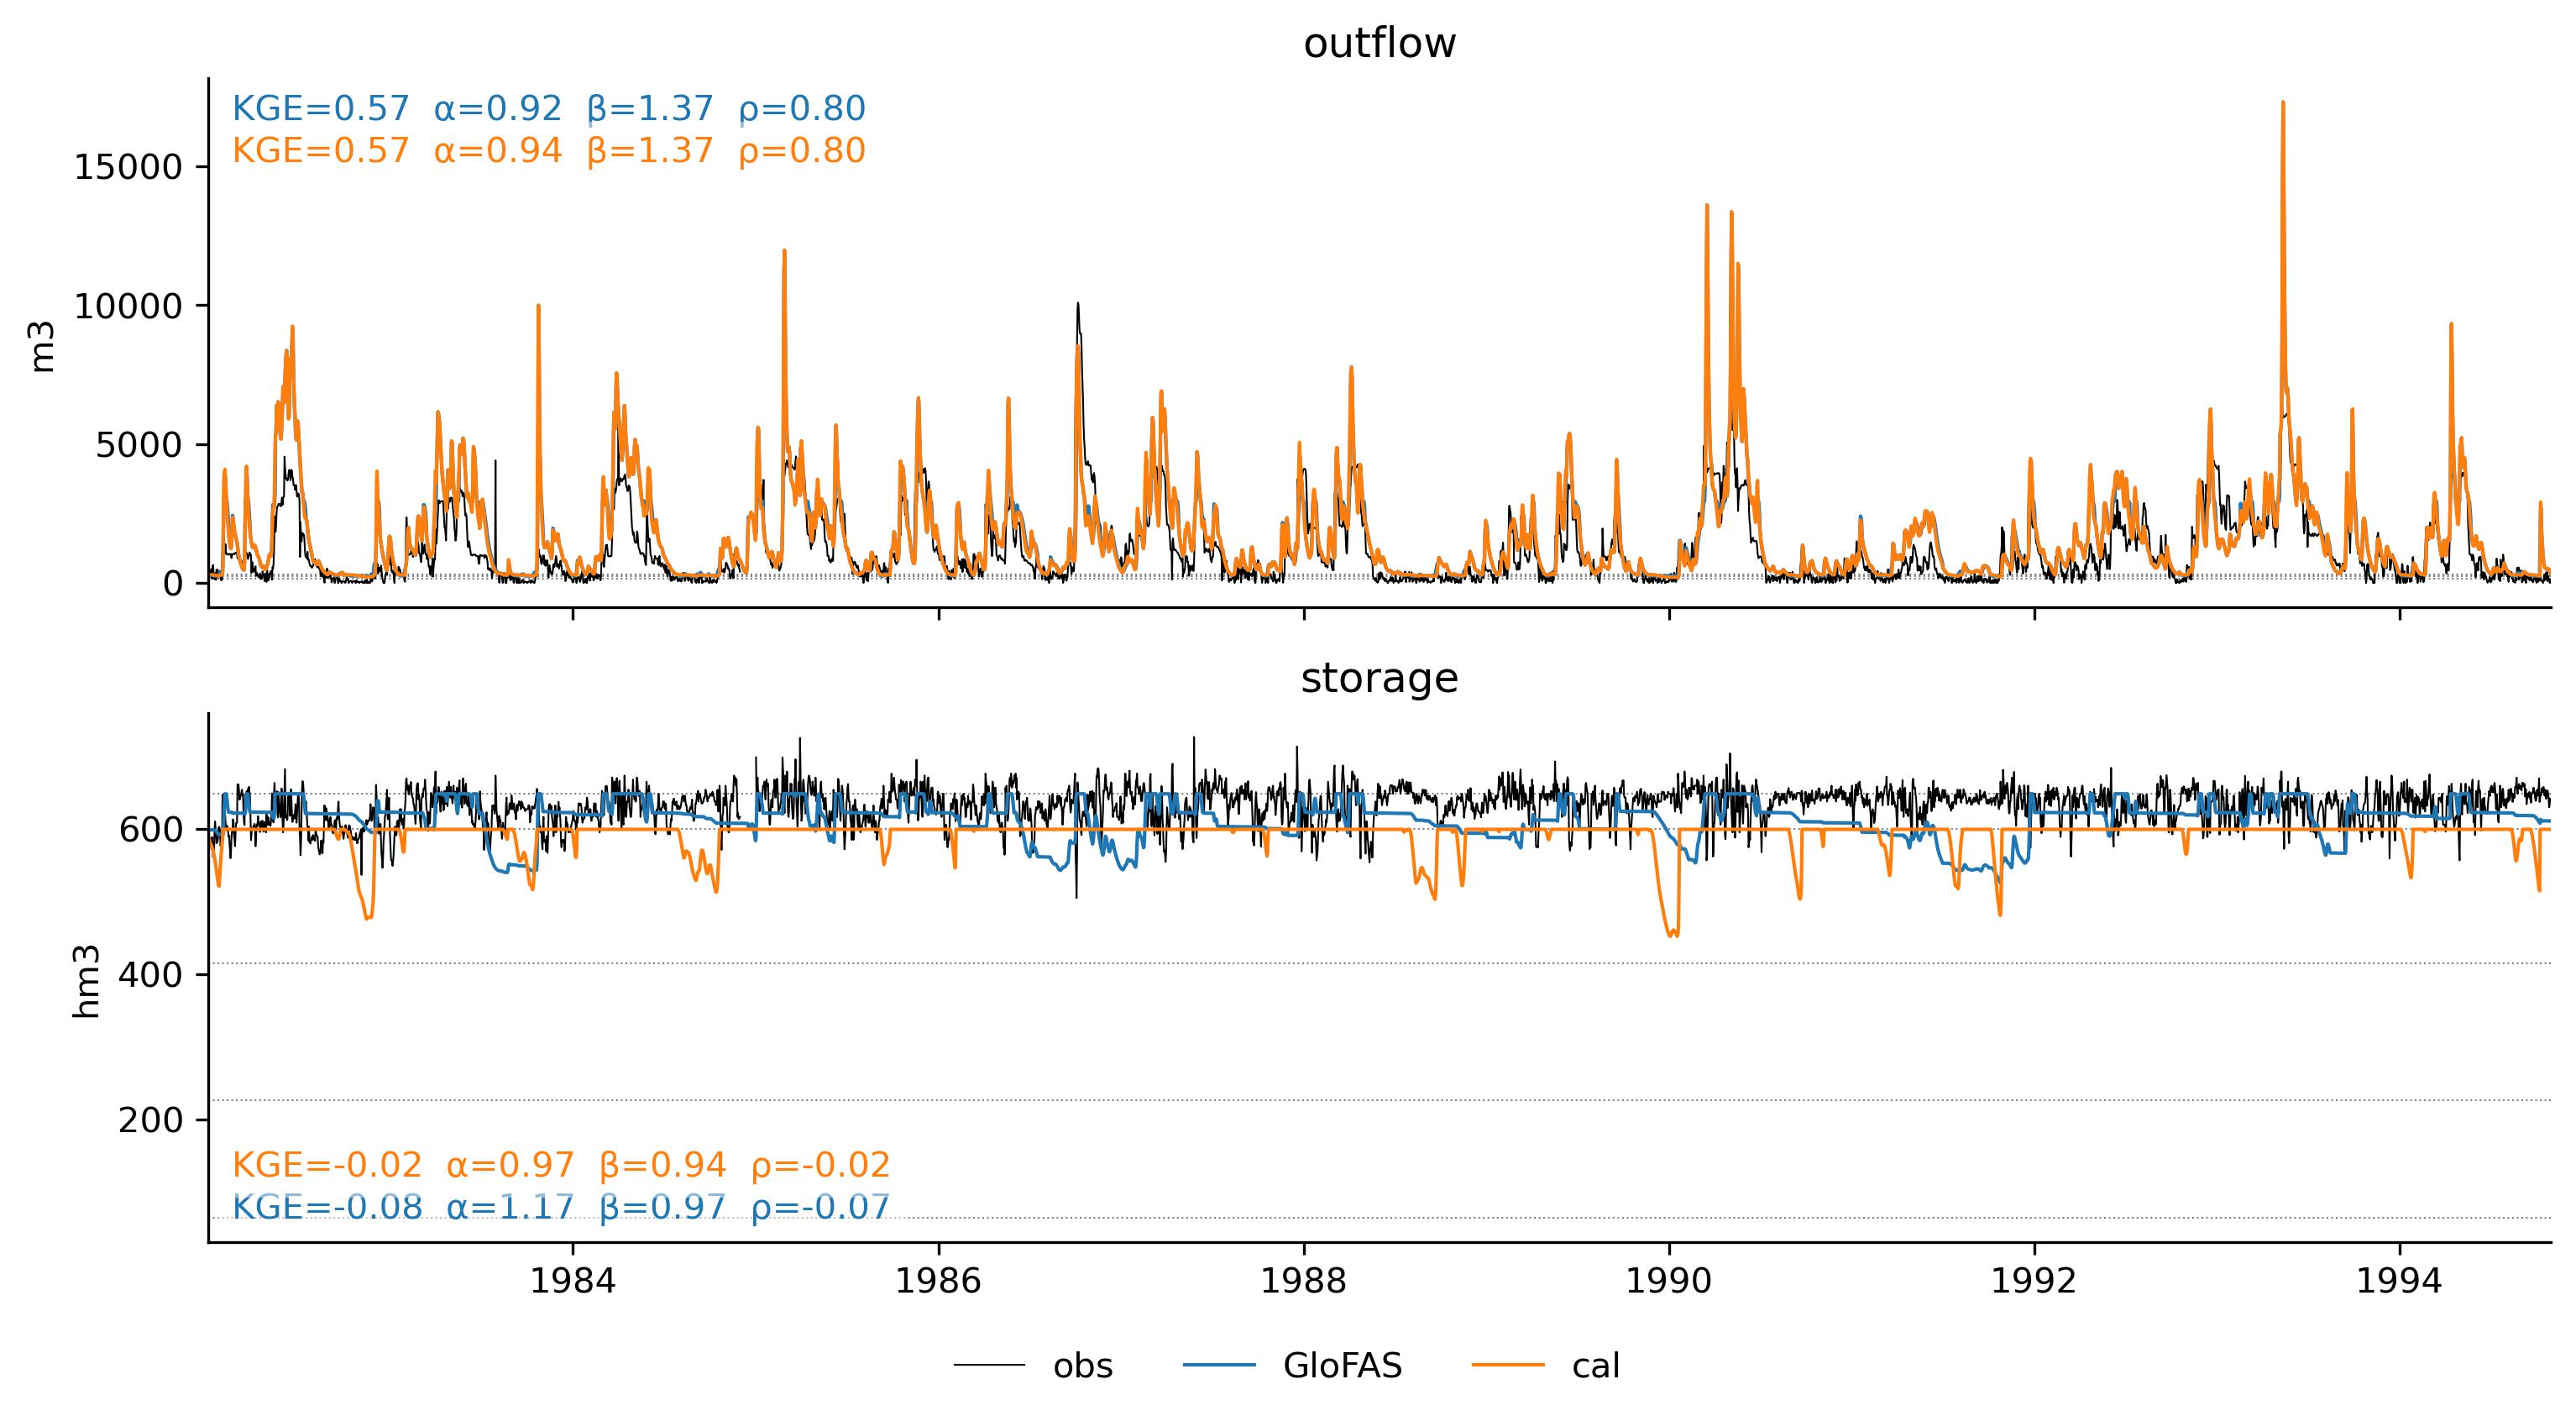 outflow
KGE=0.57 α=0.92 β=1.37 ρ=0.80
KGE=0.57 α=0.94 β=1.37 ρ=0.80
15000
10000
5000
0
m3
storage
600
400
200
hm3
KGE=-0.02 α=0.97 β=0.94 ρ=-0.02
KGE=-0.08 α=1.17 β=0.97 ρ=-0.07
1984 1986 1988 1990 1992 1994
obs GloFAS cal